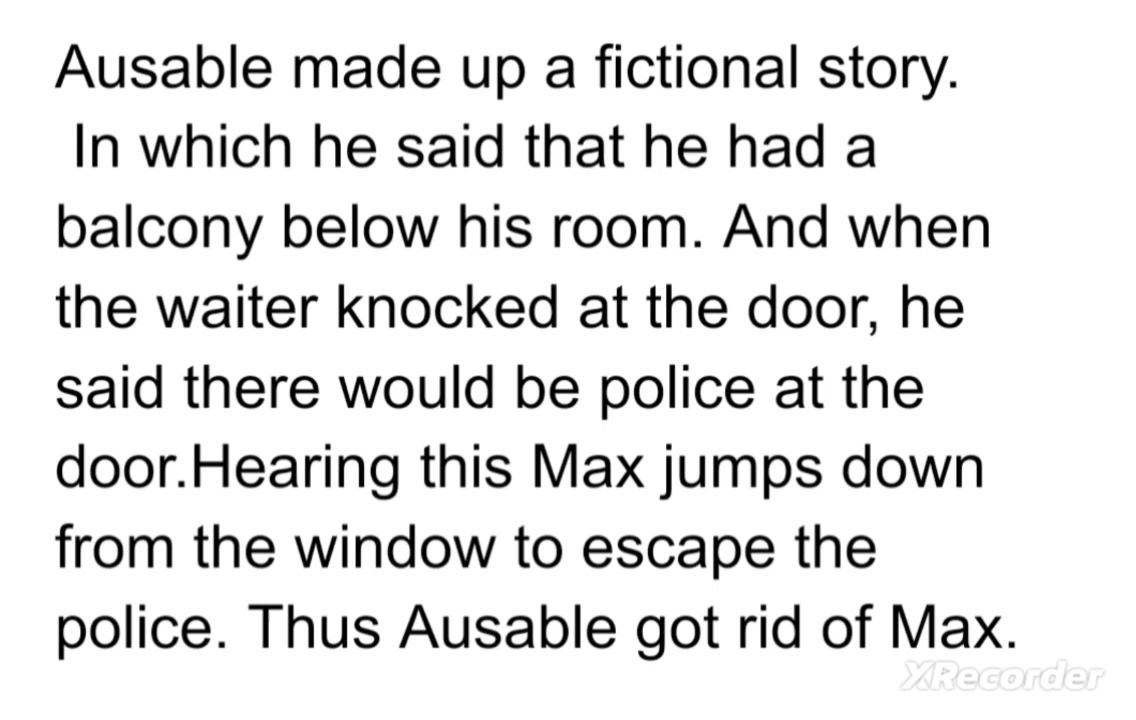 Ausable made up a fictional story.
In which he said that he had a
balcony below his room. And when
the waiter knocked at the door, he
said there would be police at the
door.Hearing this Max jumps down
from the window to escape the
police. Thus Ausable got rid of Max.
XRecorder